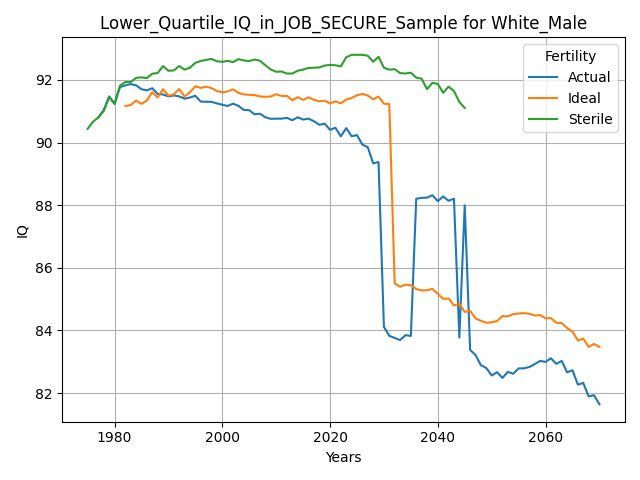 Lower_Quartile_IQ_in_JOB_SECURE_Sample for White_Male
Fertility
Actual
Ideal
Sterile
IQ
92
90
88
86
84
82
1980
2000
2020
2040
2060
Years